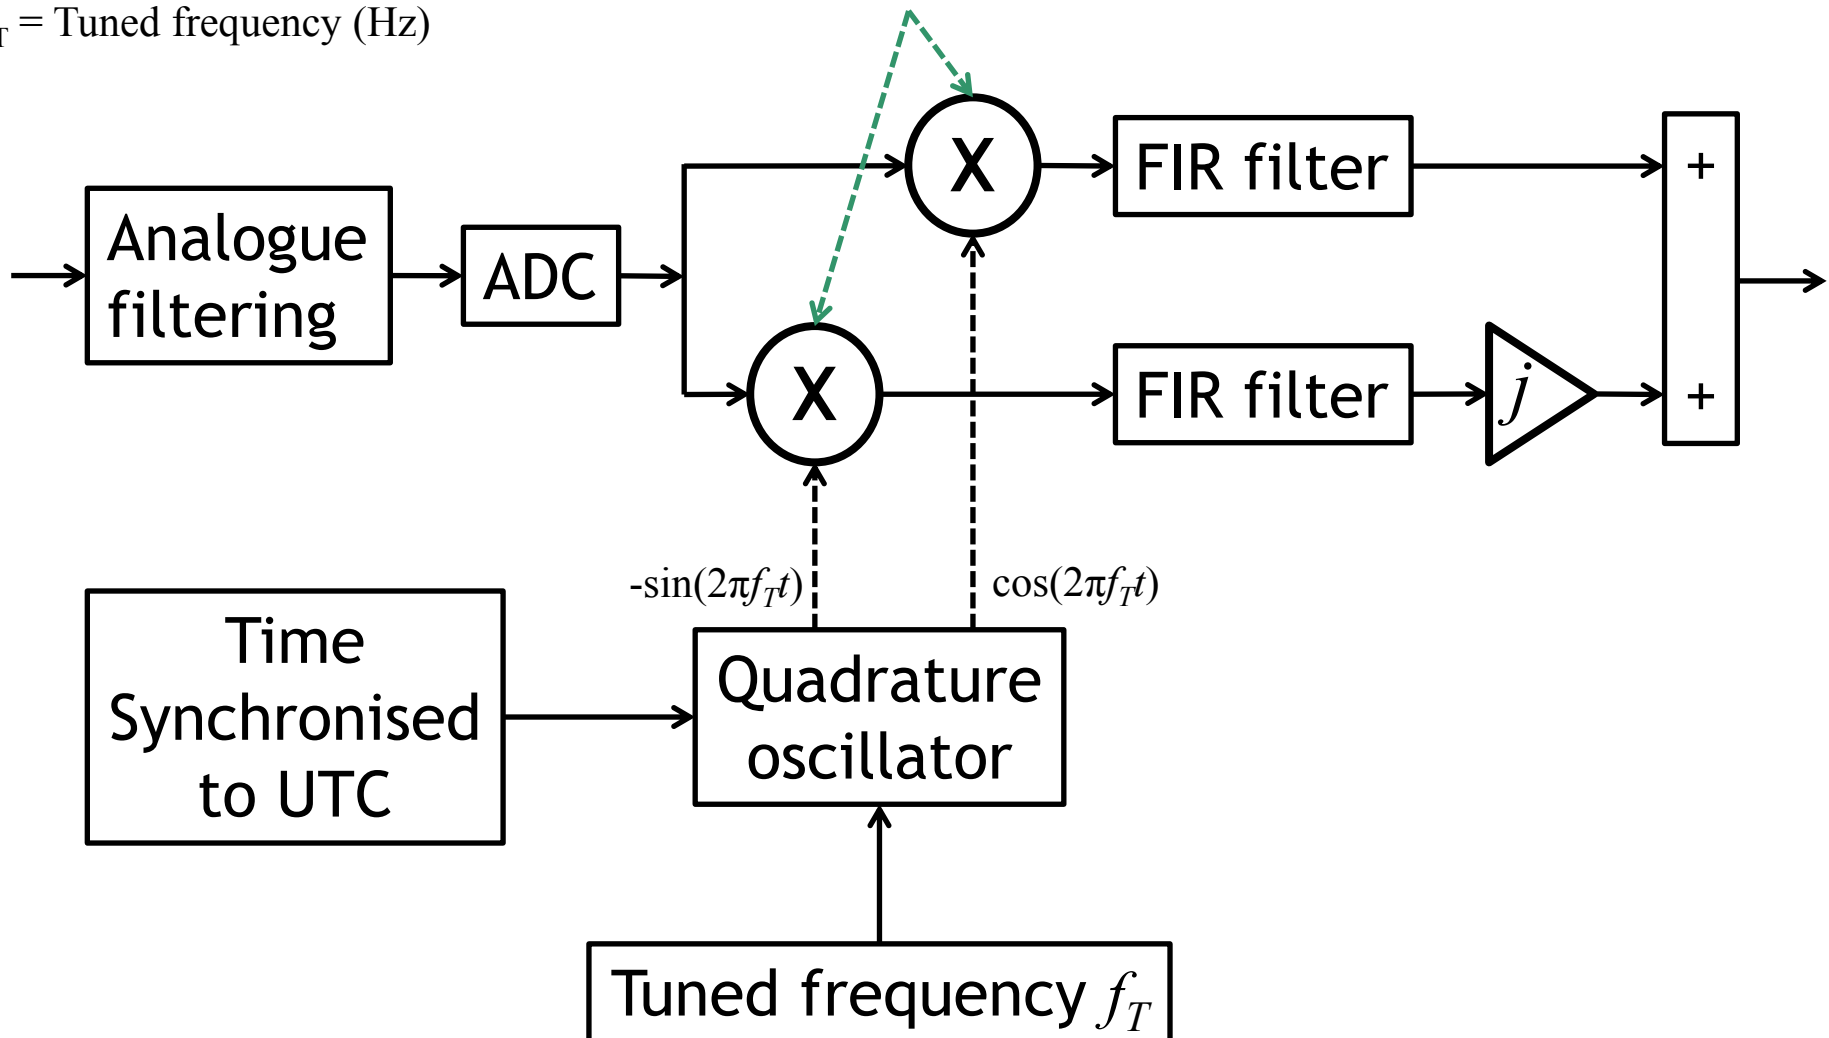 T = Tuned frequency (Hz)
X
FIR filter
+
Analogue
filtering
ADC
X
FIR filter
j
+
-sin(2πf_Tt)
cos(2πf_Tt)
Time
Synchronised
to UTC
Quadrature
oscillator
Tuned frequency f_T